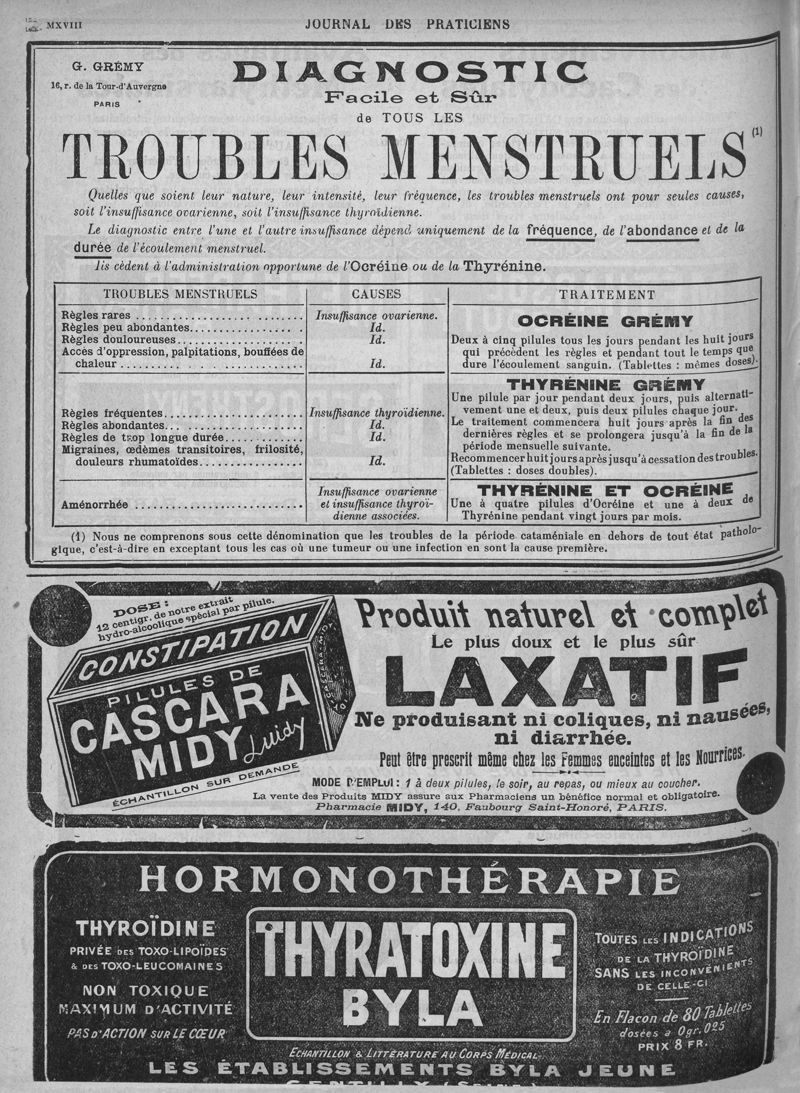 MXVIII
JOURNAL DES PRATICIENS
G. GRÉMY
16, r. de la Tour-d'Auvergne
PARIS
DIAGNOSTIC
Facile et Sûr
de TOUS LES
TROUBLES MENSTRUELS (1)
Quelles que soient leur nature, leur intensité, leur fréquence, les troubles menstruels ont pour seules causes,
soit l'insuffisance ovarienne, soit l'insuffisance thyroïdienne.
Le diagnostic entre l'une et l'autre insuffisance dépend uniquement de la fréquence, de l'abondance et de la
durée de l'écoulement menstruel.
Ils cèdent à l'administration opportune de l'Ocréine ou de la Thyrénine.
TROUBLES MENSTRUELS
CAUSES
TRAITEMENT
Règles rares
Insuffisance ovarienne.
Règles peu abondantes
Id.
Règles douloureuses
Id.
Accès d'oppression, palpitations, bouffées de
chaleur
Id.
OCRÉINE GRÉMY
Deux à cinq pilules tous les jours pendant les huit jours
qui précèdent les règles et pendant tout le temps que
dure l'écoulement sanguin. (Tablettes : mêmes doses).
Règles fréquentes
Insuffisance thyroïdienne.
Règles abondantes
Id.
Règles de trop longue durée
Id.
Migraines, œdèmes transitoires, frilosité,
douleurs rhumatoïdes
Id.
THYRÉNINE GRÉMY
Une pilule par jour pendant deux jours, puis alternati-
vement une et deux, puis deux pilules chaque jour.
Le traitement commencera huit jours après la fin des
dernières règles et se prolongera jusqu'à la fin de la
période mensuelle suivante.
Recommencer huit jours après jusqu'à cessation des troubles.
(Tablettes : doses doubles).
Aménorrhée
Insuffisance ovarienne
et insuffisance thyroï-
dienne associées.
THYRÉNINE ET OCRÉINE
Une à quatre pilules d'Ocréine et une à deux de
Thyrénine pendant vingt jours par mois.
(1) Nous ne comprenons sous cette dénomination que les troubles de la période cataméniale en dehors de tout état patholo-
gique, c'est-à-dire en exceptant tous les cas où une tumeur ou une infection en sont la cause première.
DOSE :
12 centigr. de notre extrait
hydro-alcoolique spécial par pilule.
CONSTIPATION
PILULES DE
CASCARA
MIDY
Midy
ÉCHANTILLON SUR DEMANDE
Produit naturel et complet
Le plus doux et le plus sûr
LAXATIF
Ne produisant ni coliques, ni nausées,
ni diarrhée.
Peut être prescrit même chez les Femmes enceintes et les Nourrices.
MODE D'EMPLOI : 1 à deux pilules, le soir, au repas, ou mieux au coucher.
La vente des Produits MIDY assure aux Pharmaciens un bénéfice normal et obligatoire.
Pharmacie MIDY, 140, Faubourg Saint-Honoré, PARIS.
HORMONOTHÉRAPIE
THYROÏDINE
PRIVÉE DES TOXO-LIPOÏDES
& DES TOXO-LEUCOMAINES
NON TOXIQUE
MAXIMUM D'ACTIVITÉ
PAS D'ACTION SUR LE CŒUR
THYRATOXINE
BYLA
TOUTES LES INDICATIONS
DE LA THYROÏDINE
SANS LES INCONVÉNIENTS
DE CELLE-CI
En Flacon de 80 Tablettes
dosées à 0gr. 025
PRIX 8 FR.
ECHANTILLON & LITTÉRATURE AU CORPS MÉDICAL
LES ÉTABLISSEMENTS BYLA JEUNE
GENTILLY (SEINE)